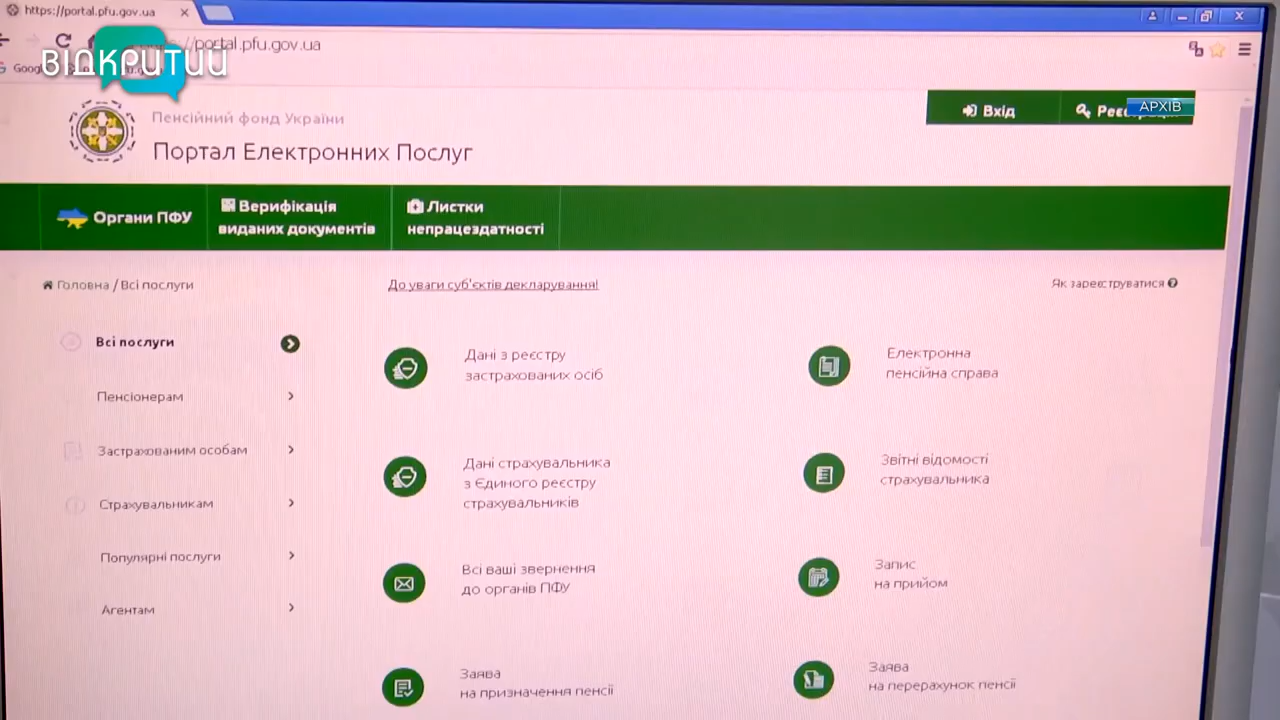 https://portal.pfu.gov.ua
portal.pfu.gov.ua
ВІДКРИТИЙ
Пенсійний фонд України
Портал Електронних Послуг
Вхід
АРХІВ
Органи ПФУ
Верифікація
виданих документів
Листки
непрацездатності
Головна / Всі послуги
До уваги суб'єктів декларування!
Як зареєструватися
Всі послуги
Пенсіонерам
Застрахованим особам
Страхувальникам
Популярні послуги
Агентам
Дані з реєстру
застрахованих осіб
Електронна
пенсійна справа
Дані страхувальника
з Єдиного реєстру
страхувальників
Звітні відомості
страхувальника
Всі ваші звернення
до органів ПФУ
Запис
на прийом
Заява
на призначення пенсії
Заява
на перерахунок пенсії